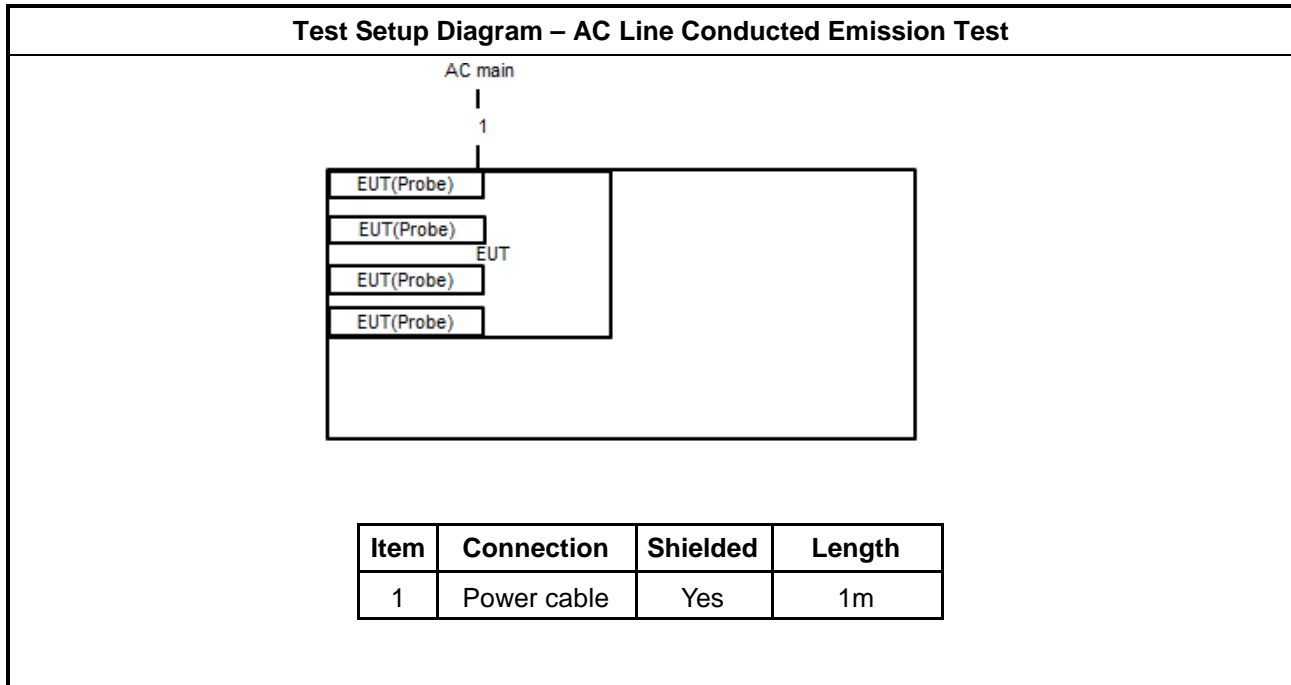 Test Setup Diagram – AC Line Conducted Emission Test
AC main
1
EUT(Probe)
EUT(Probe)
EUT
EUT(Probe)
EUT(Probe)
Item Connection Shielded Length
1 Power cable Yes 1m